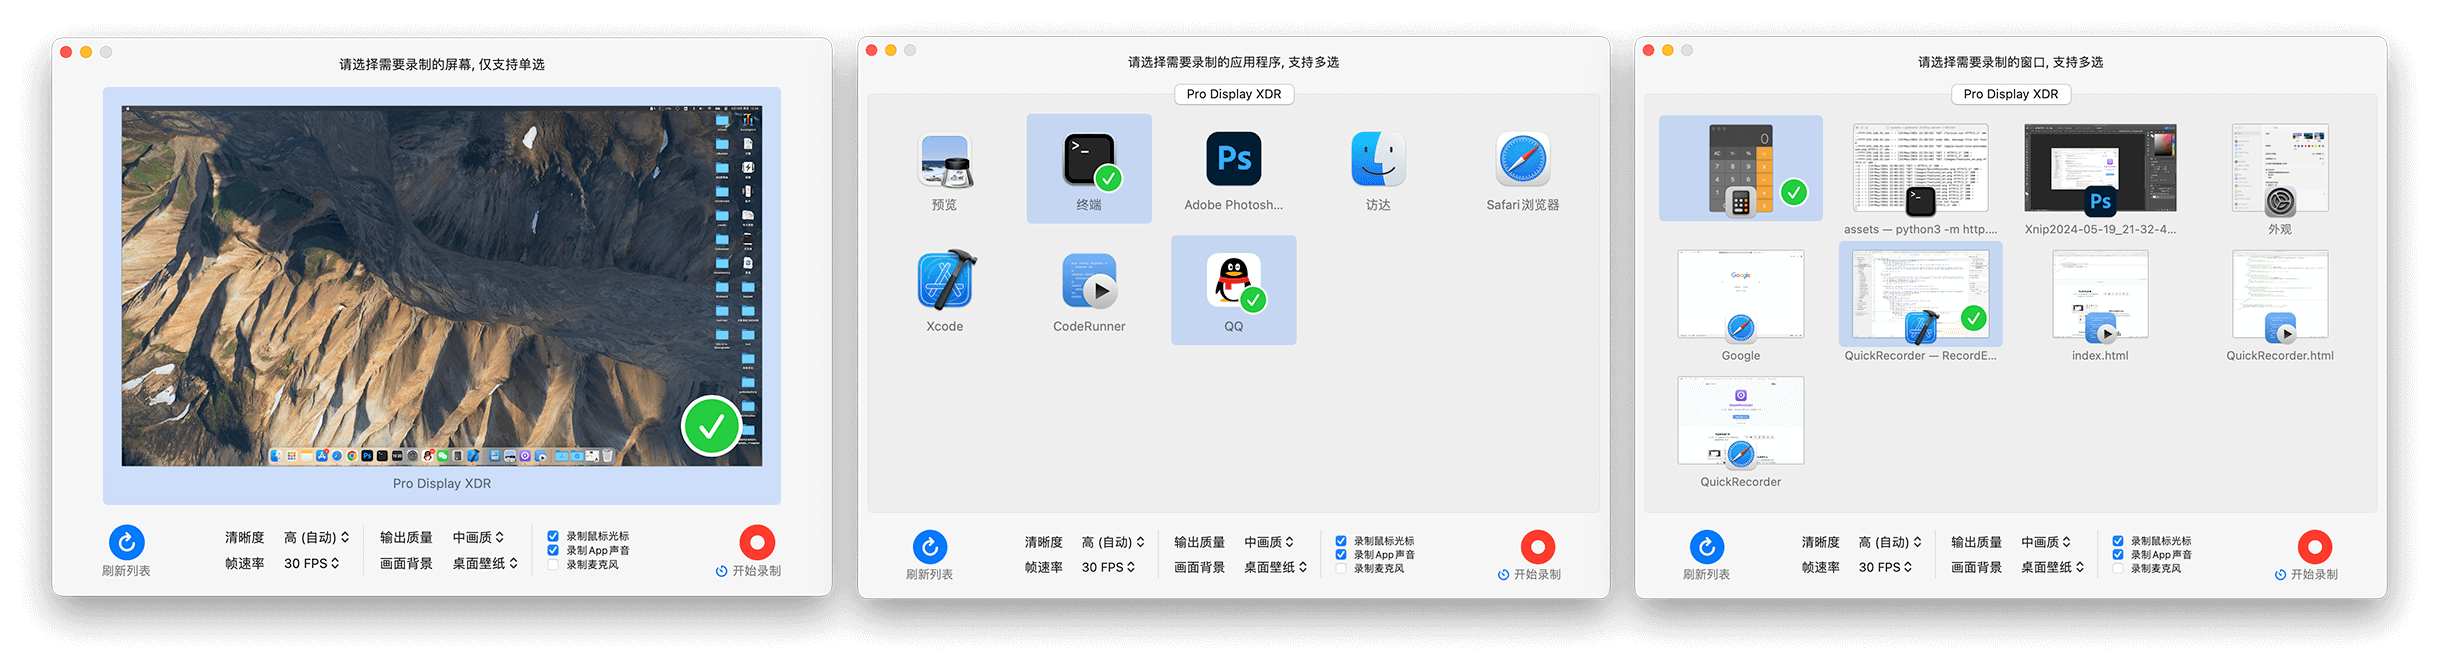 请选择需要录制的屏幕, 仅支持单选
Pro Display XDR
刷新列表
清晰度 高 (自动)
帧速率 30 FPS
输出质量 中画质
画面背景 桌面壁纸
录制鼠标光标
录制App声音
录制麦克风
开始录制
请选择需要录制的应用程序, 支持多选
Pro Display XDR
预览
终端
Adobe Photosh...
访达
Safari浏览器
Xcode
CodeRunner
QQ
刷新列表
清晰度 高 (自动)
帧速率 30 FPS
输出质量 中画质
画面背景 桌面壁纸
录制鼠标光标
录制App声音
录制麦克风
开始录制
请选择需要录制的窗口, 支持多选
Pro Display XDR
assets — python3 -m http....
Xnip2024-05-19_21-32-4...
外观
Google
QuickRecorder — RecordE...
index.html
QuickRecorder.html
QuickRecorder
刷新列表
清晰度 高 (自动)
帧速率 30 FPS
输出质量 中画质
画面背景 桌面壁纸
录制鼠标光标
录制App声音
录制麦克风
开始录制